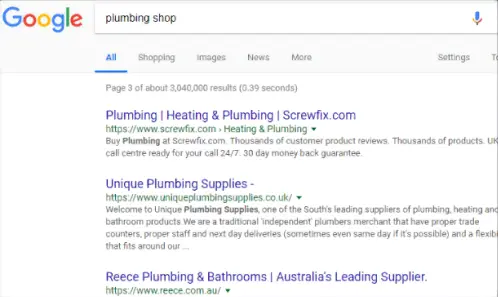 Google
plumbing shop
All Shopping Images News More Settings
Page 3 of about 3,040,000 results (0.39 seconds)
Plumbing | Heating & Plumbing | Screwfix.com
https://www.screwfix.com › Heating & Plumbing ▾
Buy Plumbing at Screwfix.com. Thousands of customer product reviews. Thousands of products. UK
call centre ready for your call 24/7. 30 day money back guarantee.
Unique Plumbing Supplies -
https://www.uniqueplumbingsupplies.co.uk/ ▾
Welcome to Unique Plumbing Supplies, one of the South's leading suppliers of plumbing, heating and
bathroom products.We are a traditional 'independent' plumbers merchant that have proper trade
counters, proper staff and next day deliveries (sometimes even same day if it's possible) and a
that fits around our ...
Reece Plumbing & Bathrooms | Australia's Leading Supplier.
https://www.reece.com.au/ ▾